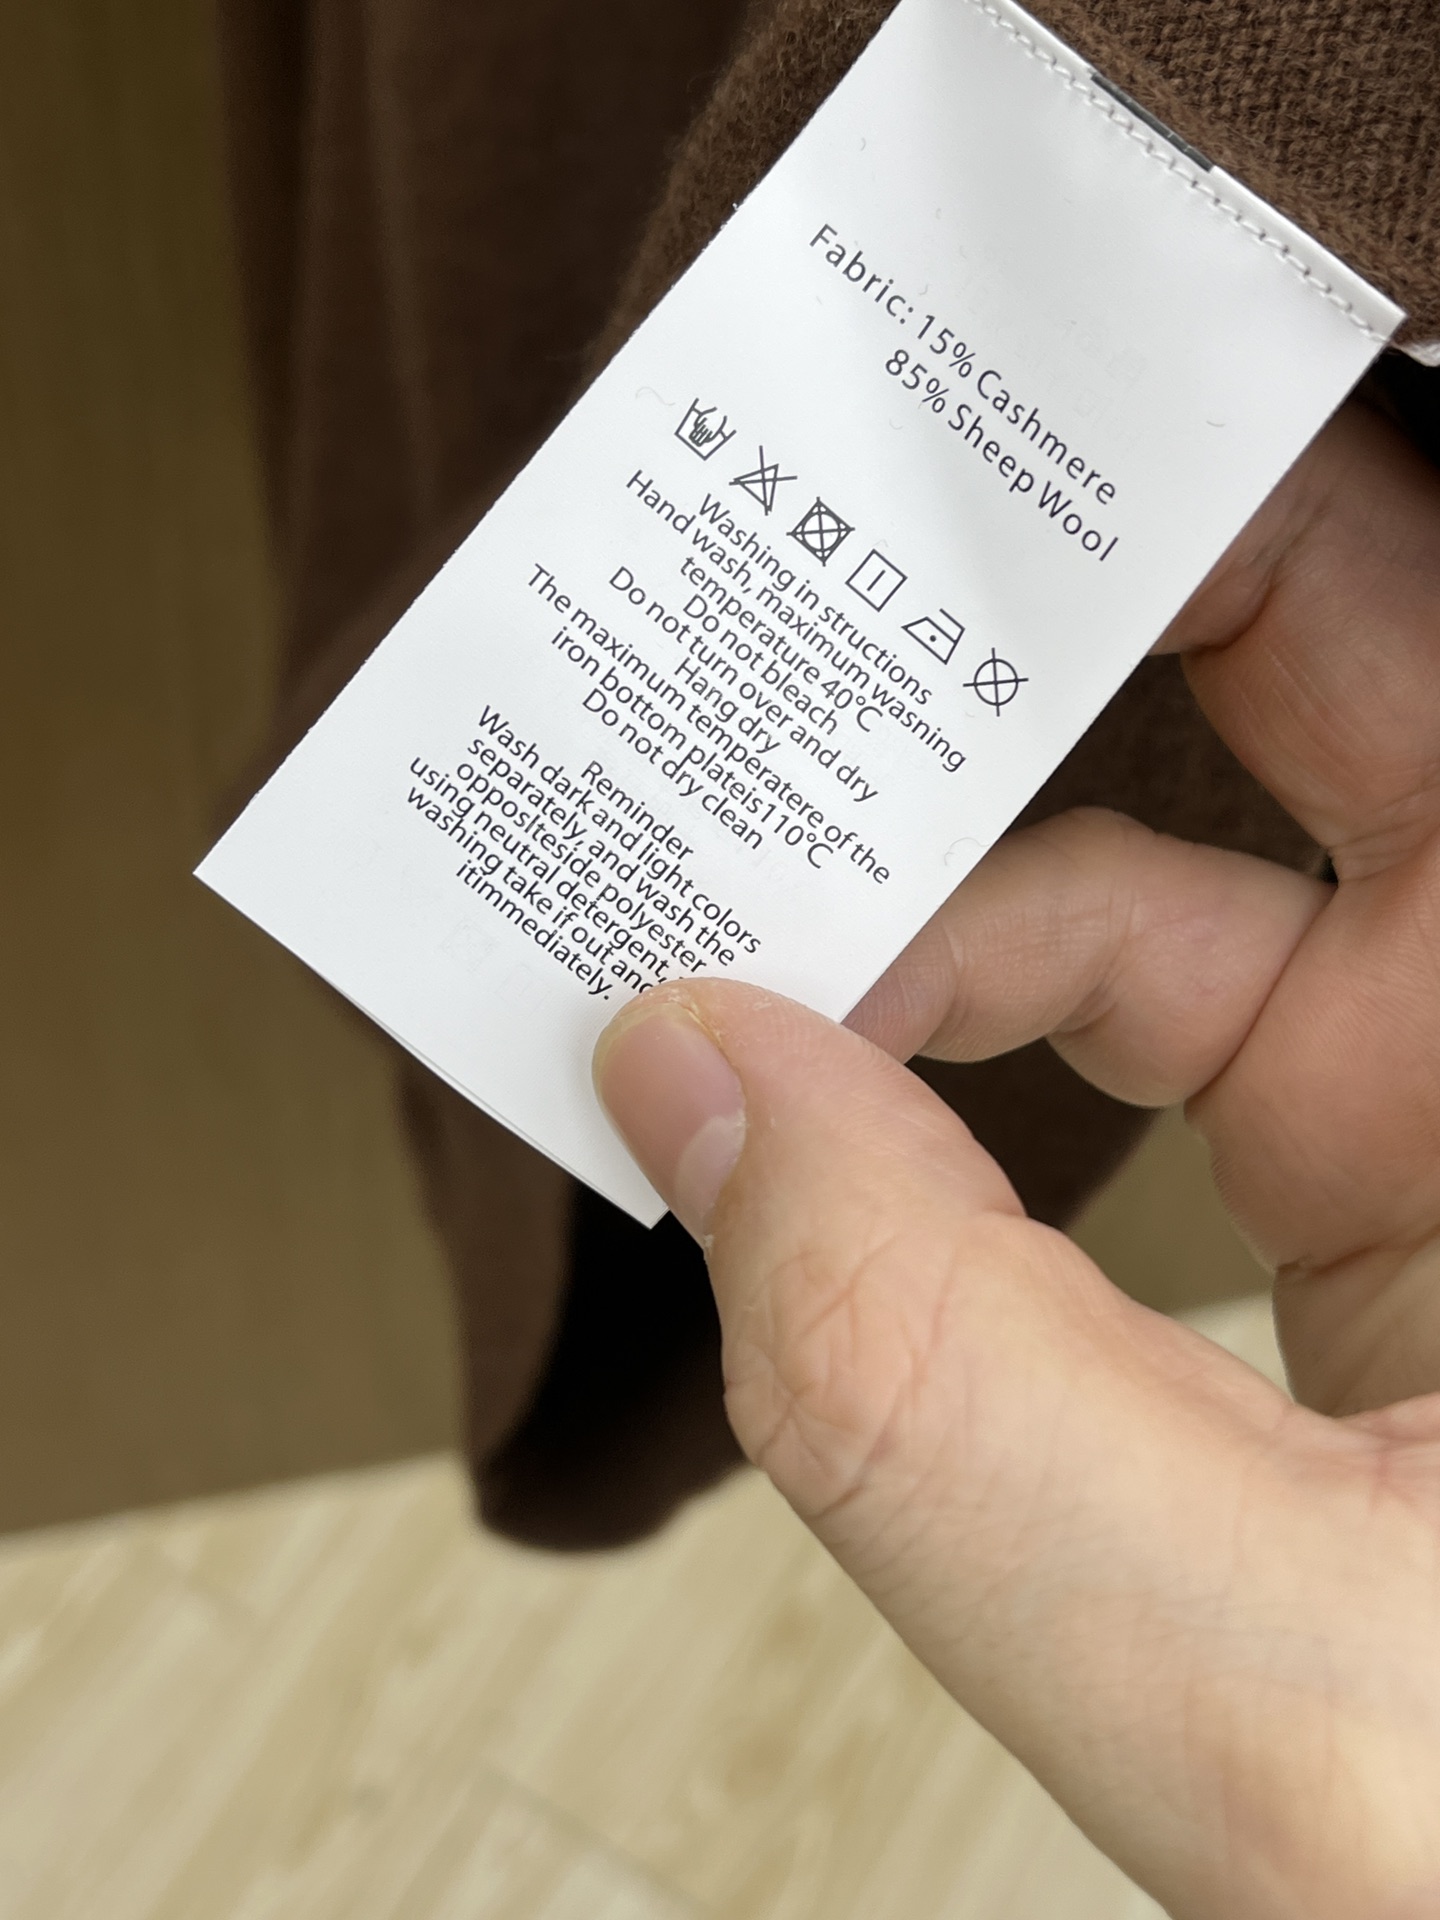 Fabric: 15% Cashmere
85% Sheep Wool
Washing in structions
Hand wash, maximum wasning
temperature 40°C
Do not bleach
Do not turn over and dry
Hang dry
The maximum temperatere of the
iron bottom plateis110°C
Do not dry clean
Reminder
Wash dark and light colors
separately, and wash the
opposlteside polyester
using neutral detergent,
washing take if out and
itimmediately.